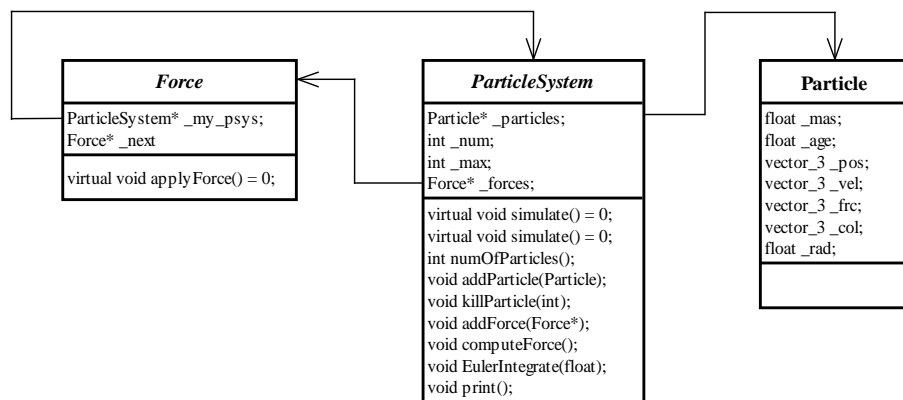 Force
ParticleSystem* _my_psys;
Force* _next
virtual void applyForce() = 0;
ParticleSystem
Particle* _particles;
int _num;
int _max;
Force* _forces;
virtual void simulate() = 0;
virtual void simulate() = 0;
int numOfParticles();
void addParticle(Particle);
void killParticle(int);
void addForce(Force*);
void computeForce();
void EulerIntegrate(float);
void print();
Particle
float _mas;
float _age;
vector_3 _pos;
vector_3 _vel;
vector_3 _frc;
vector_3 _col;
float _rad;